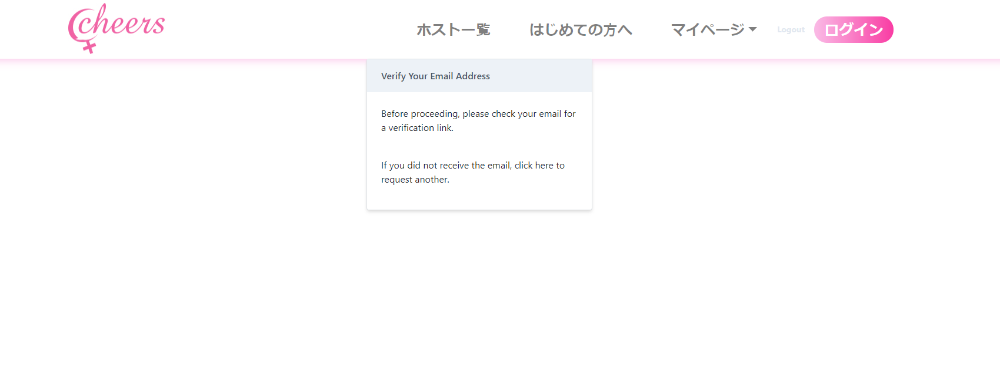 Cheers
ホスト一覧 はじめての方へ マイページ Logout ログイン
Verify Your Email Address
Before proceeding, please check your email for
a verification link.
If you did not receive the email, click here to
request another.